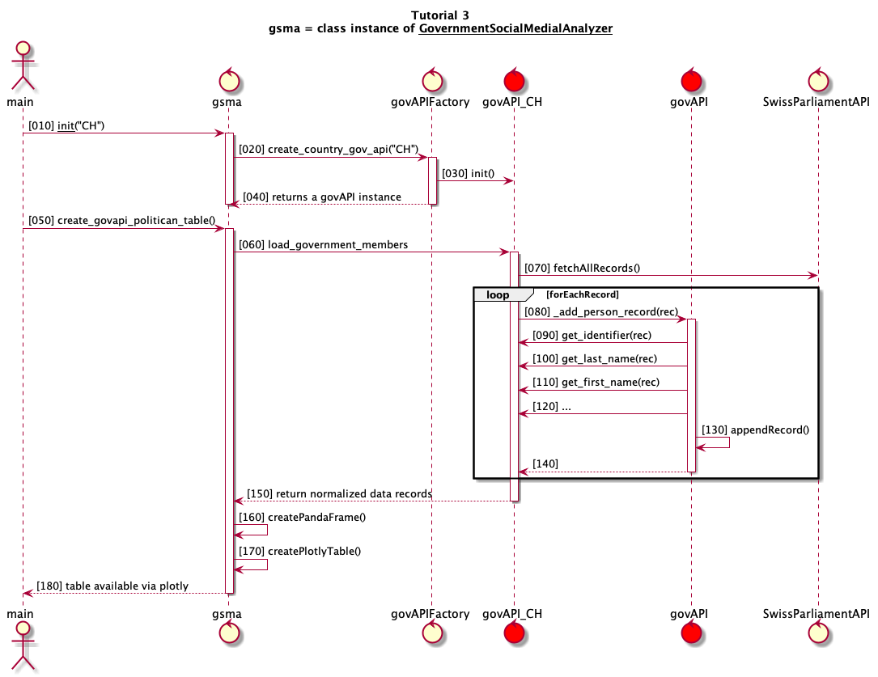 Tutorial 3
gsma = class instance of GovernmentSocialMedialAnalyzer
main gsma govAPIFactory govAPI_CH govAPI SwissParliamentAPI
[010] init("CH")
[020] create_country_gov_api("CH")
[030] init()
[040] returns a govAPI instance
[050] create_govapi_politican_table()
[060] load_government_members
[070] fetchAllRecords()
loop [forEachRecord]
[080] _add_person_record(rec)
[090] get_identifier(rec)
[100] get_last_name(rec)
[110] get_first_name(rec)
[120] ...
[130] appendRecord()
[140]
[150] return normalized data records
[160] createPandaFrame()
[170] createPlotlyTable()
[180] table available via plotly
main gsma govAPIFactory govAPI_CH govAPI SwissParliamentAPI